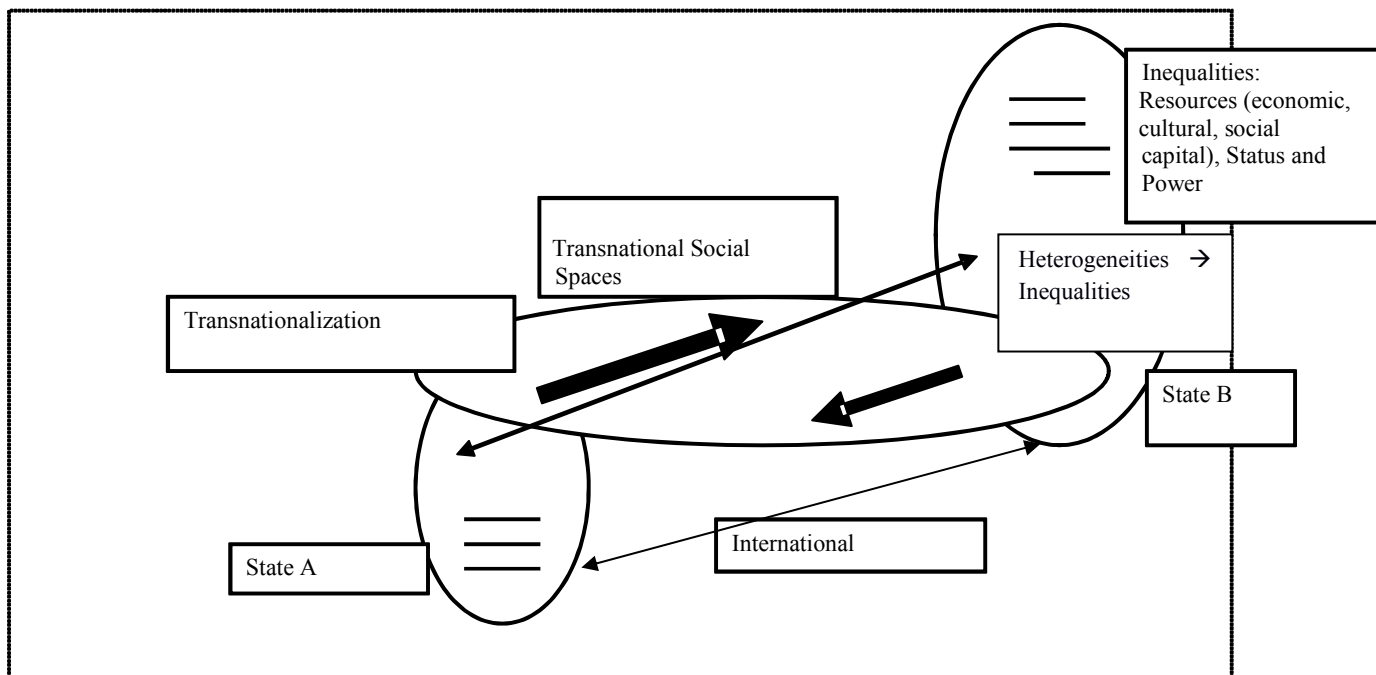 Inequalities:
Resources (economic,
cultural, social
capital), Status and
Power
Transnational Social
Spaces
Heterogeneities →
Inequalities
Transnationalization
State B
International
State A